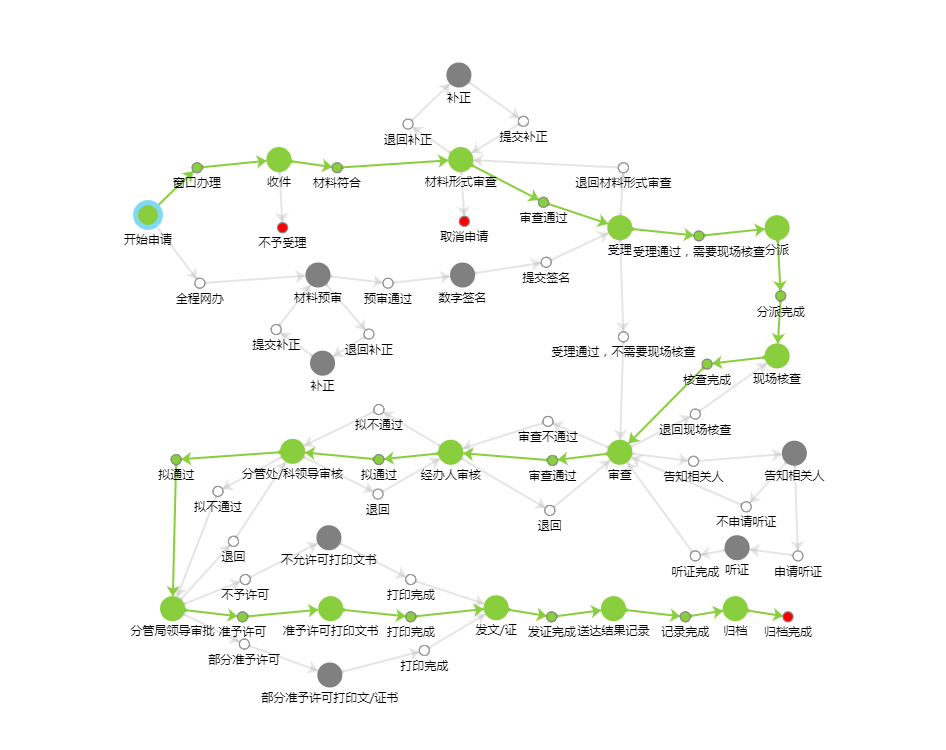 补正
退回补正
提交补正
窗口办理
收件
材料符合
材料形式审查
退回材料形式审查
审查通过
开始申请
不予受理
取消申请
受理
受理通过，需要现场核查
分派
全程网办
材料预审
预审通过
数字签名
提交签名
分派完成
提交补正
退回补正
受理通过，不需要现场核查
补正
核查完成
现场核查
拟不通过
审查不通过
退回现场核查
拟通过
分管处/科领导审核
拟通过
经办人审核
审查通过
审查
告知相关人
告知相关人
拟不通过
退回
退回
不申请听证
退回
不允许可打印文书
听证完成
听证
申请听证
不予许可
打印完成
分管局领导审批
准予许可
准予许可打印文书
打印完成
发文/证
发证完成
送达结果记录
记录完成
归档
归档完成
部分准予许可
打印完成
部分准予许可打印文/证书